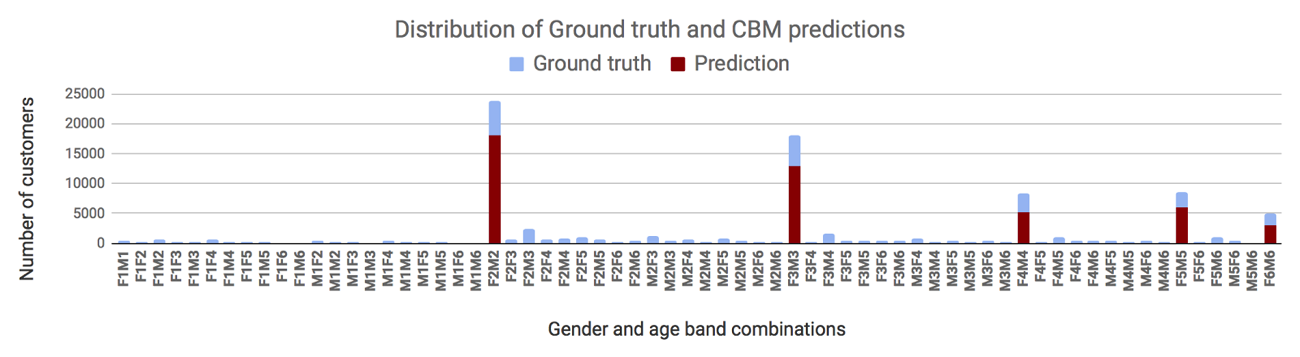 Distribution of Ground truth and CBM predictions
Ground truth
Prediction
Number of customers
25000
20000
15000
10000
5000
0
F1M1
F1F2
F1M2
F1F3
F1M3
F1F4
F1M4
F1F5
F1M5
F1F6
F1M6
M1F2
M1M2
M1F3
M1M3
M1F4
M1M4
M1F5
M1M5
M1F6
M1M6
F2M2
F2F3
F2M3
F2F4
F2M4
F2F5
F2M5
F2F6
F2M6
M2F3
M2M3
M2F4
M2M4
M2F5
M2M5
M2F6
M2M6
F3M3
F3F4
F3M4
F3F5
F3M5
F3F6
F3M6
M3F4
M3M4
M3F5
M3M5
M3F6
M3M6
F4M4
F4F5
F4M5
F4F6
F4M6
M4F5
M4M5
M4F6
M4M6
F5M5
F5F6
F5M6
M5F6
M5M6
F6M6
Gender and age band combinations